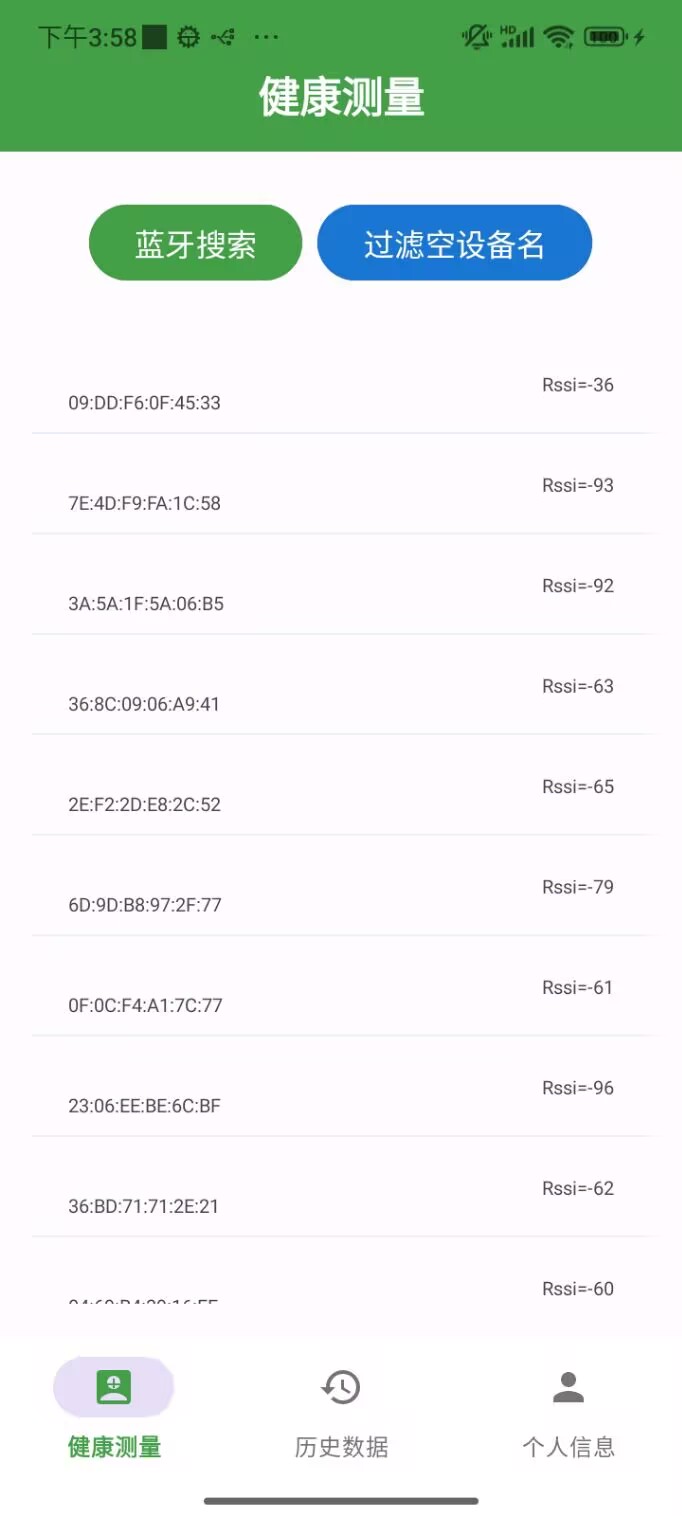 下午3:58
HD
100
健康测量
蓝牙搜索 过滤空设备名
Rssi=-36
09:DD:F6:0F:45:33
Rssi=-93
7E:4D:F9:FA:1C:58
Rssi=-92
3A:5A:1F:5A:06:B5
Rssi=-63
36:8C:09:06:A9:41
Rssi=-65
2E:F2:2D:E8:2C:52
Rssi=-79
6D:9D:B8:97:2F:77
Rssi=-61
0F:0C:F4:A1:7C:77
Rssi=-96
23:06:EE:BE:6C:BF
Rssi=-62
36:BD:71:71:2E:21
Rssi=-60
健康测量 历史数据 个人信息